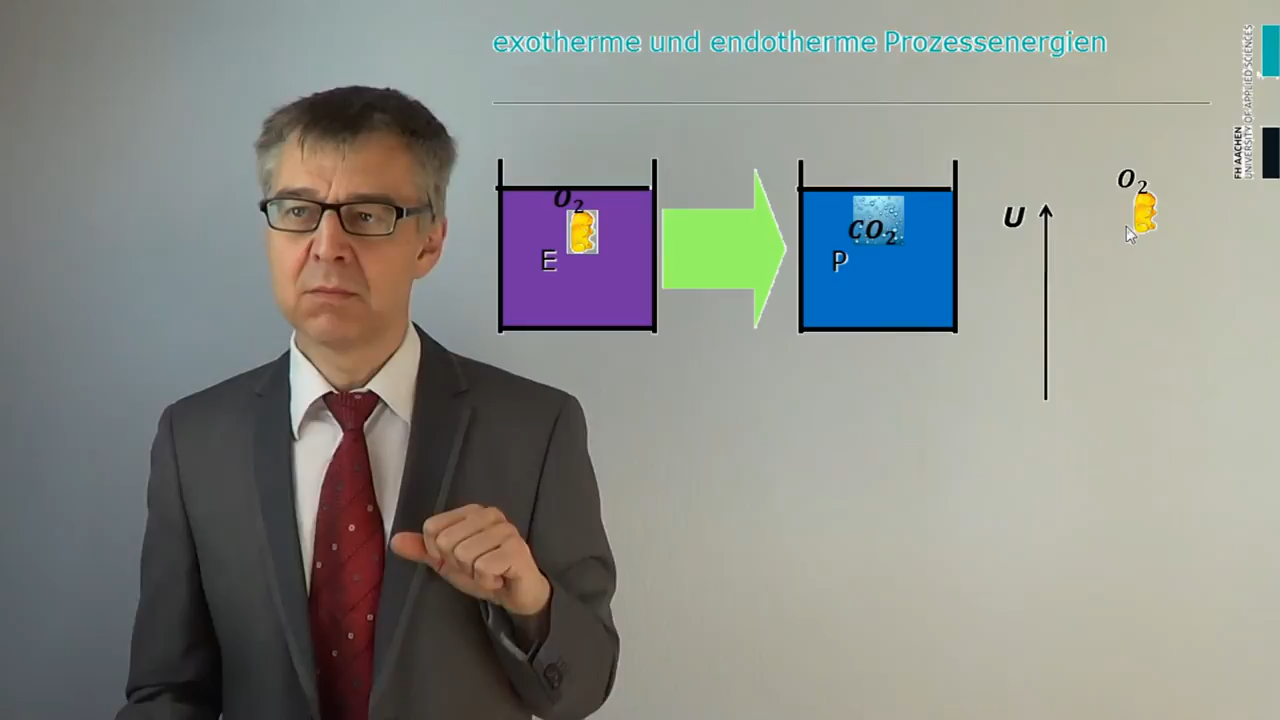 exotherme und endotherme Prozessenergien
FH AACHEN
UNIVERSITY OF APPLIED SCIENCES
O₂
E
CO₂
P
U
O₂